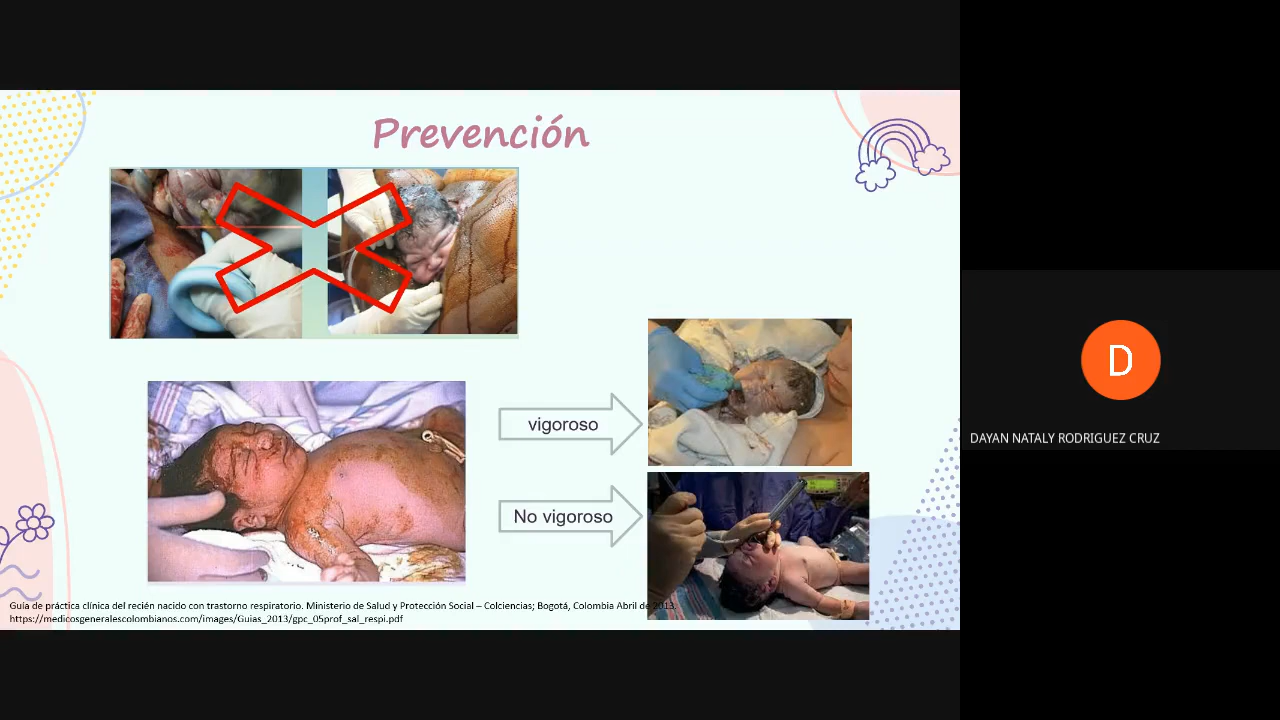 Prevención
vigoroso
No vigoroso
Guía de práctica clínica del recién nacido con trastorno respiratorio. Ministerio de Salud y Protección Social – Colciencias; Bogotá, Colombia Abril de 2013.
https://medicosgeneralescolombianos.com/images/Guias_2013/gpc_05prof_sal_respi.pdf
D
DAYAN NATALY RODRIGUEZ CRUZ